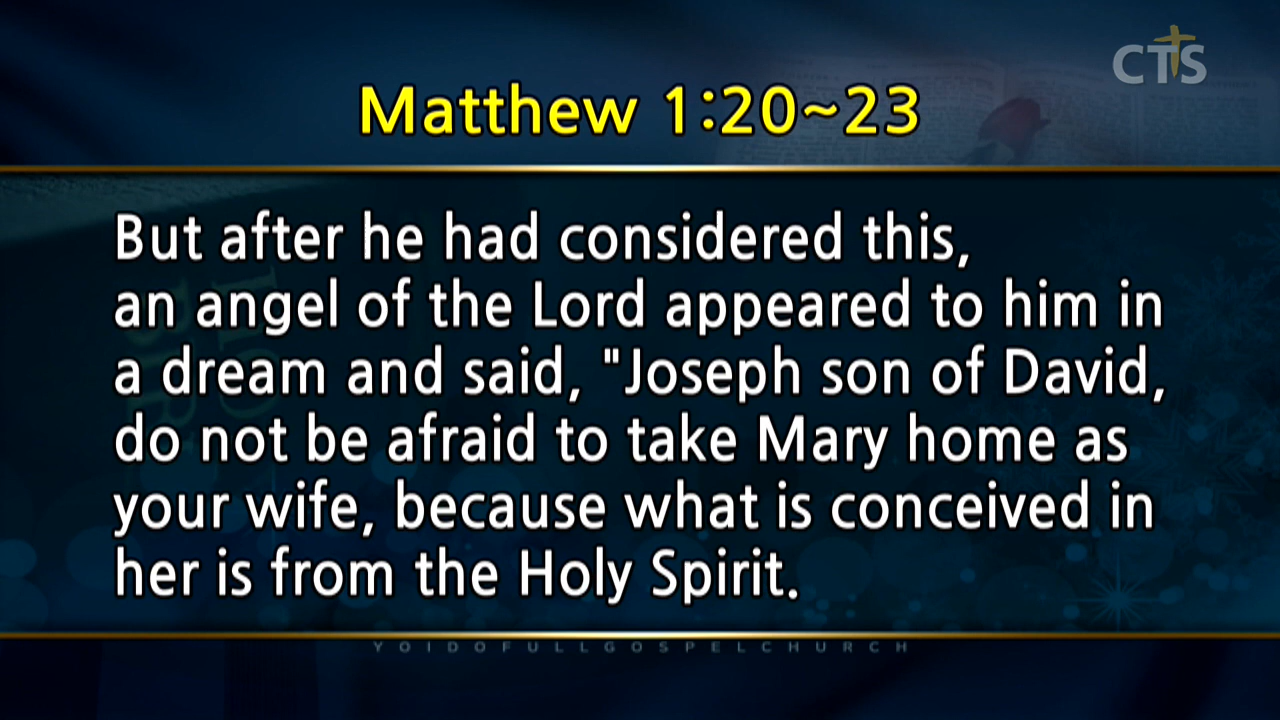 CTS
Matthew 1:20~23
But after he had considered this,
an angel of the Lord appeared to him in
a dream and said, "Joseph son of David,
do not be afraid to take Mary home as
your wife, because what is conceived in
her is from the Holy Spirit.
YOIDOFULLGOSPELCHURCH